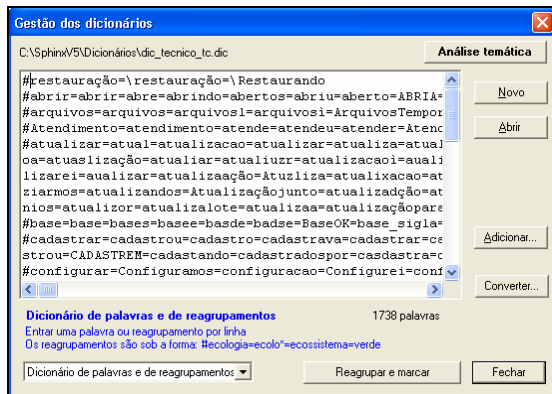 Gestão dos dicionários
C:\SphinxV5\Dicionários\dic_tecnico_tc.dic
Análise temática
#restauração=\restauração=\Restaurando
#abrir=abrir=abre=abrindo=abertos=abriu=aberto=ABRIA=
#arquivos=arquivos=arquivosl=arquivosi=ArquivosTempor
#Atendimento=atendimento=atende=atendeu=atender=Atenc
#atualizar=atual=atualizacao=atualizar=atualiza=atual
oa=atuaslização=atualiar=atualiuzr=atualizacaoi=auali
lizarei=aualizar=atualizaação=Atuzliza=atualixacao=at
ziarmos=atualizandos=Atualizaçãojunto=atualizadção=at
nios=atualizor=atualizalote=atualizaa=atualizaçãopara
#base=base=bases=basee=basde=badse=BaseOK=base_sigla=
#cadastrar=cadastrou=cadastro=cadastrava=cadastrar=ca
strou=CADASTREM=cadastando=cadastradospor=casdastra=c
#configurar=Configuramos=configuracao=Configurei=conf
Novo
Abrir
Adicionar...
Converter...
Dicionário de palavras e de reagrupamentos
1738 palavras
Entrar uma palavra ou reagrupamento por linha
Os reagrupamentos são sob a forma: #ecologia=ecolo*=ecossistema=verde
Dicionário de palavras e de reagrupamentos
Reagrupar e marcar
Fechar